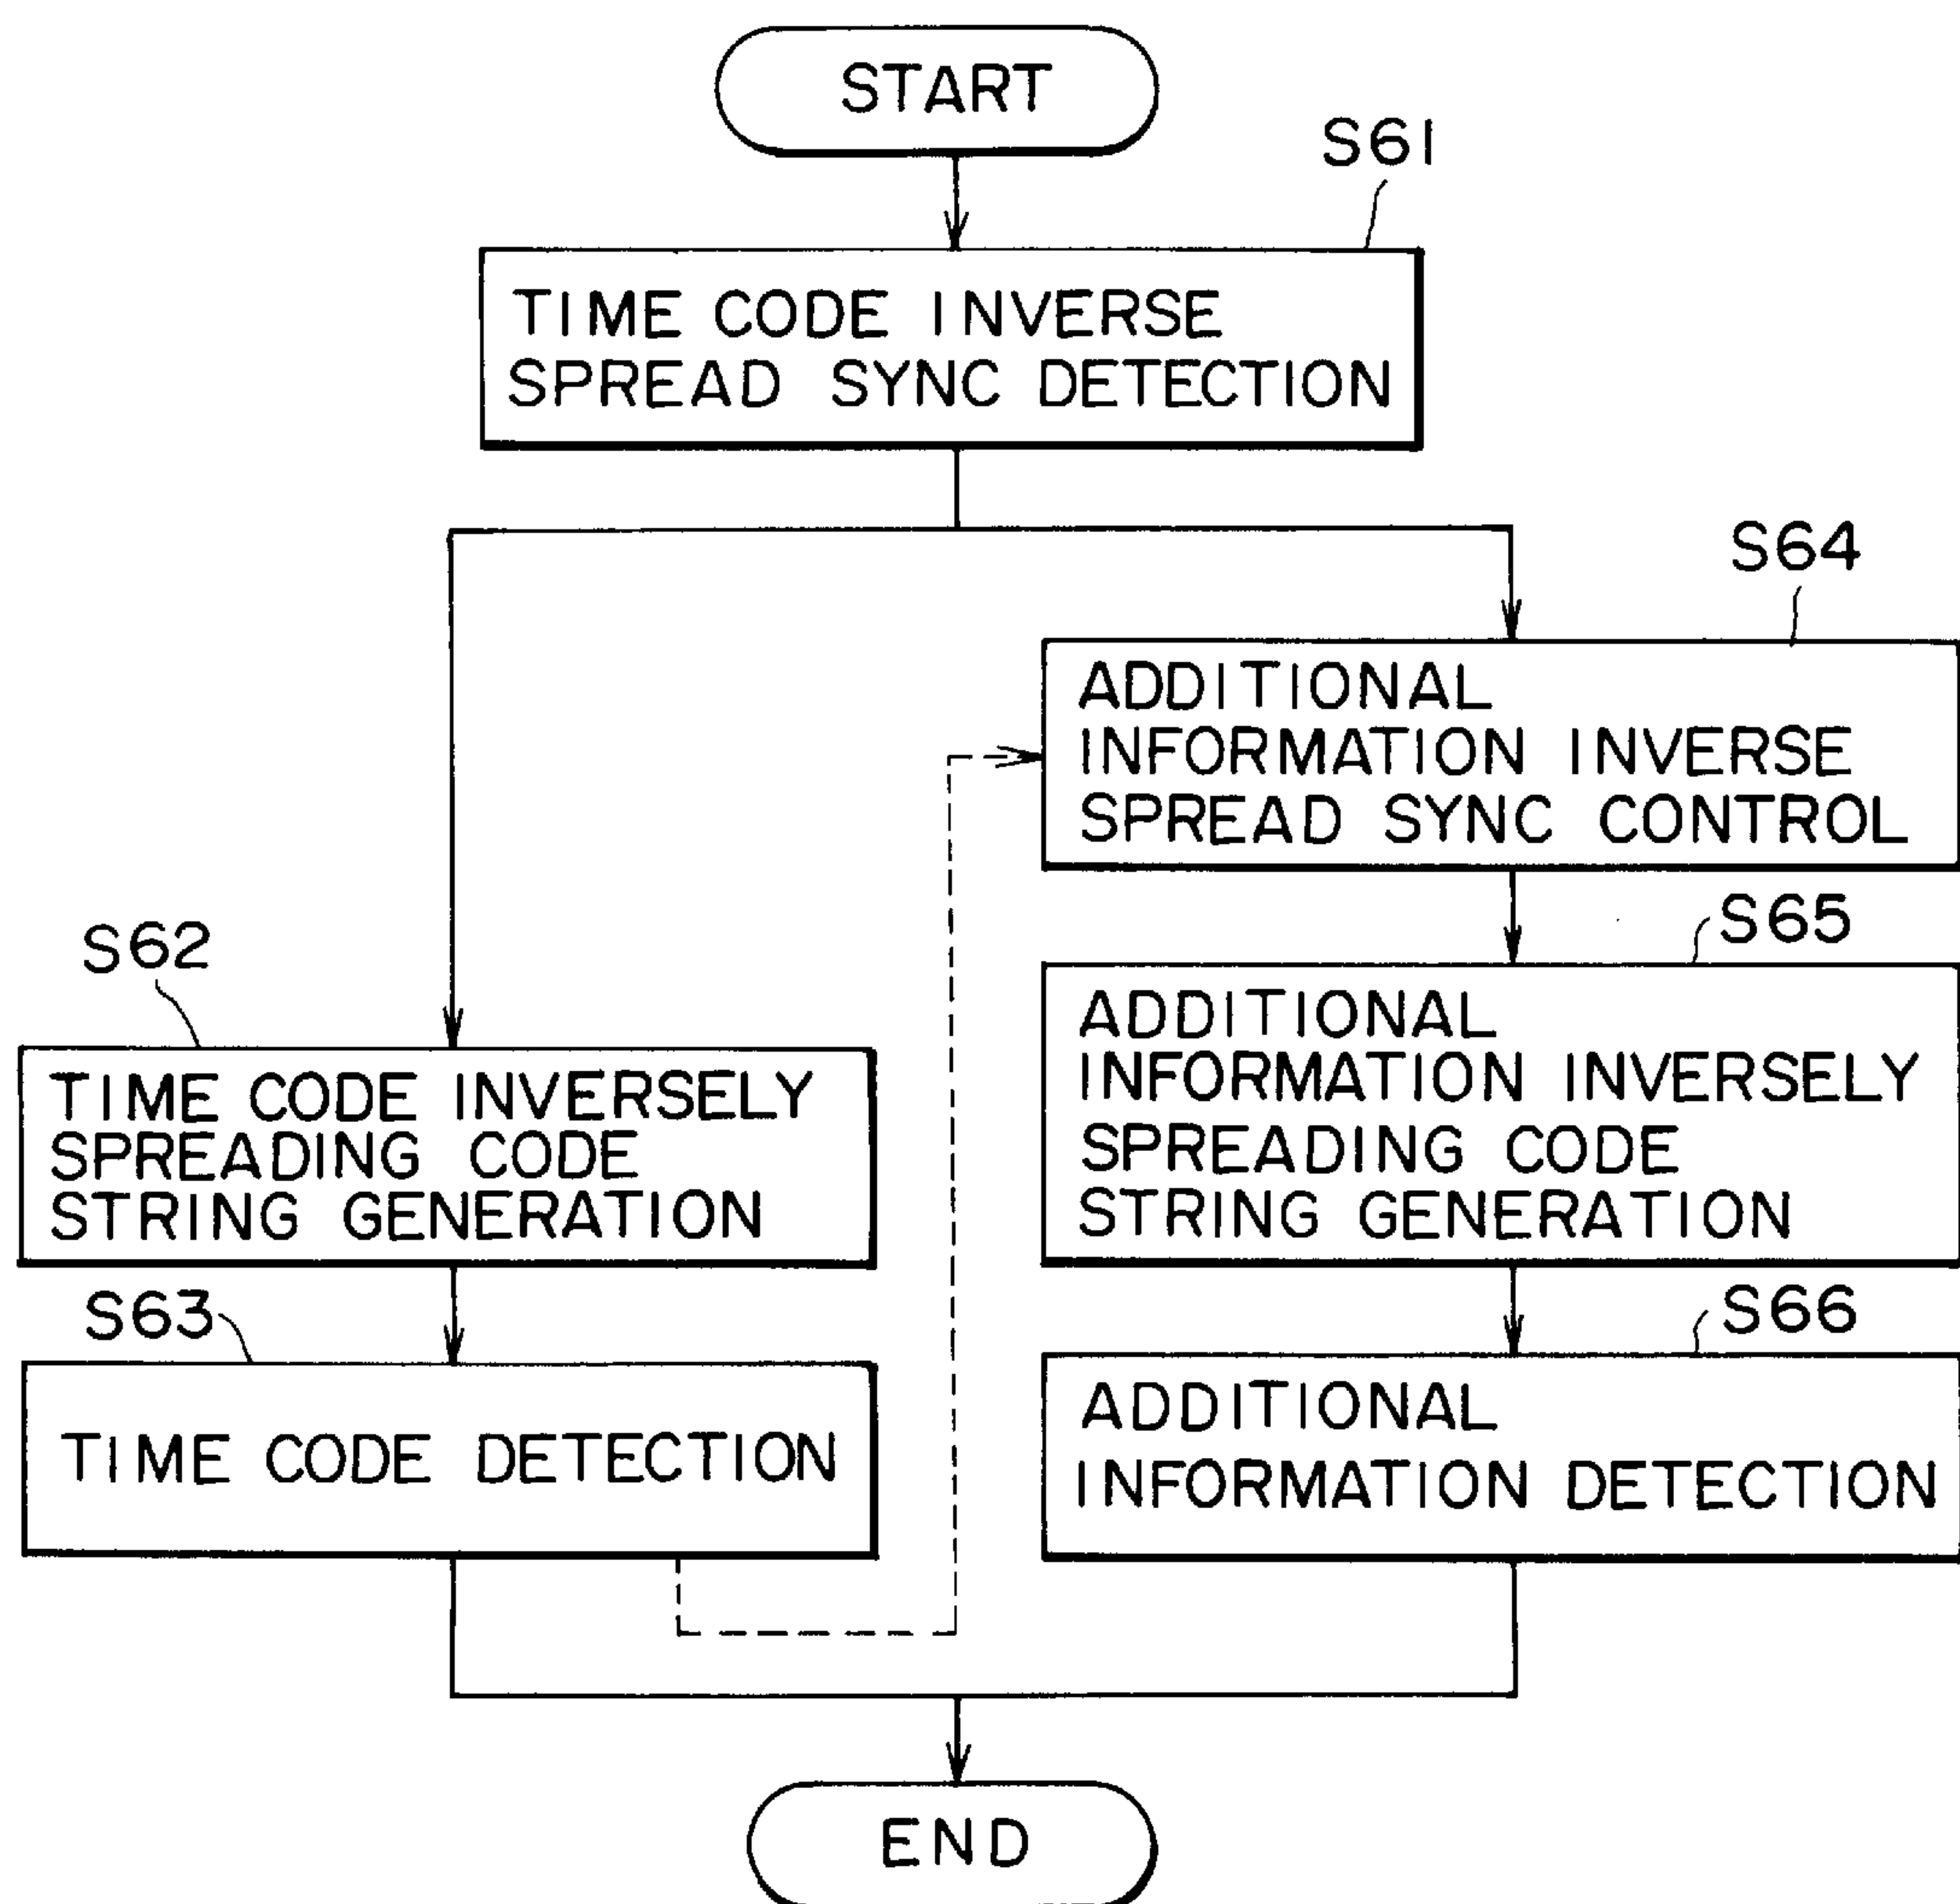 START
S61
TIME CODE INVERSE
SPREAD SYNC DETECTION
S64
ADDITIONAL
INFORMATION INVERSE
SPREAD SYNC CONTROL
S62
TIME CODE INVERSELY
SPREADING CODE
STRING GENERATION
S65
ADDITIONAL
INFORMATION INVERSELY
SPREADING CODE
STRING GENERATION
S63
TIME CODE DETECTION
S66
ADDITIONAL
INFORMATION DETECTION
END